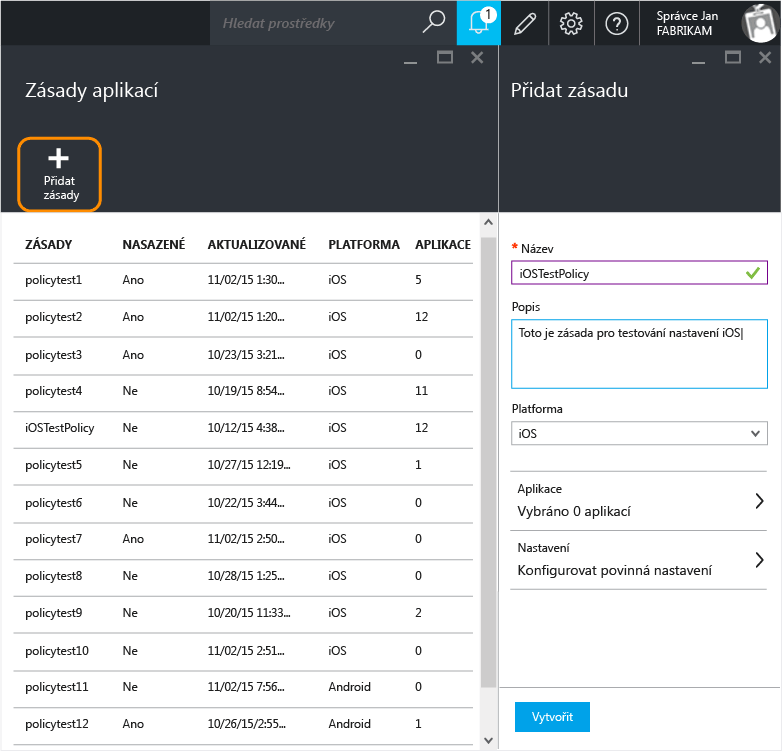 Hledat prostředky
1
Správce Jan
FABRIKAM
Zásady aplikací
Přidat
zásady
ZÁSADY NASAZENÉ AKTUALIZOVANÉ PLATFORMA APLIKACE
policytest1 Ano 11/02/15 1:30... iOS 5
policytest2 Ano 11/02/15 1:20... iOS 12
policytest3 Ano 10/23/15 3:21... iOS 0
policytest4 Ne 10/19/15 8:54... iOS 11
iOSTestPolicy Ne 10/12/15 4:38... iOS 12
policytest5 Ne 10/27/15 12:19... iOS 1
policytest6 Ne 10/22/15 3:44... iOS 0
policytest7 Ano 11/02/15 2:50... iOS 0
policytest8 Ne 10/28/15 1:25... iOS 0
policytest9 Ne 10/20/15 11:33... iOS 2
policytest10 Ne 11/02/15 2:51... iOS 0
policytest11 Ne 11/02/15 7:56... Android 0
policytest12 Ano 10/26/15/2:55... Android 1
Přidat zásadu
* Název
iOSTestPolicy
Popis
Toto je zásada pro testování nastavení iOS
Platforma
iOS
Aplikace
Vybráno 0 aplikací
Nastavení
Konfigurovat povinná nastavení
Vytvořit